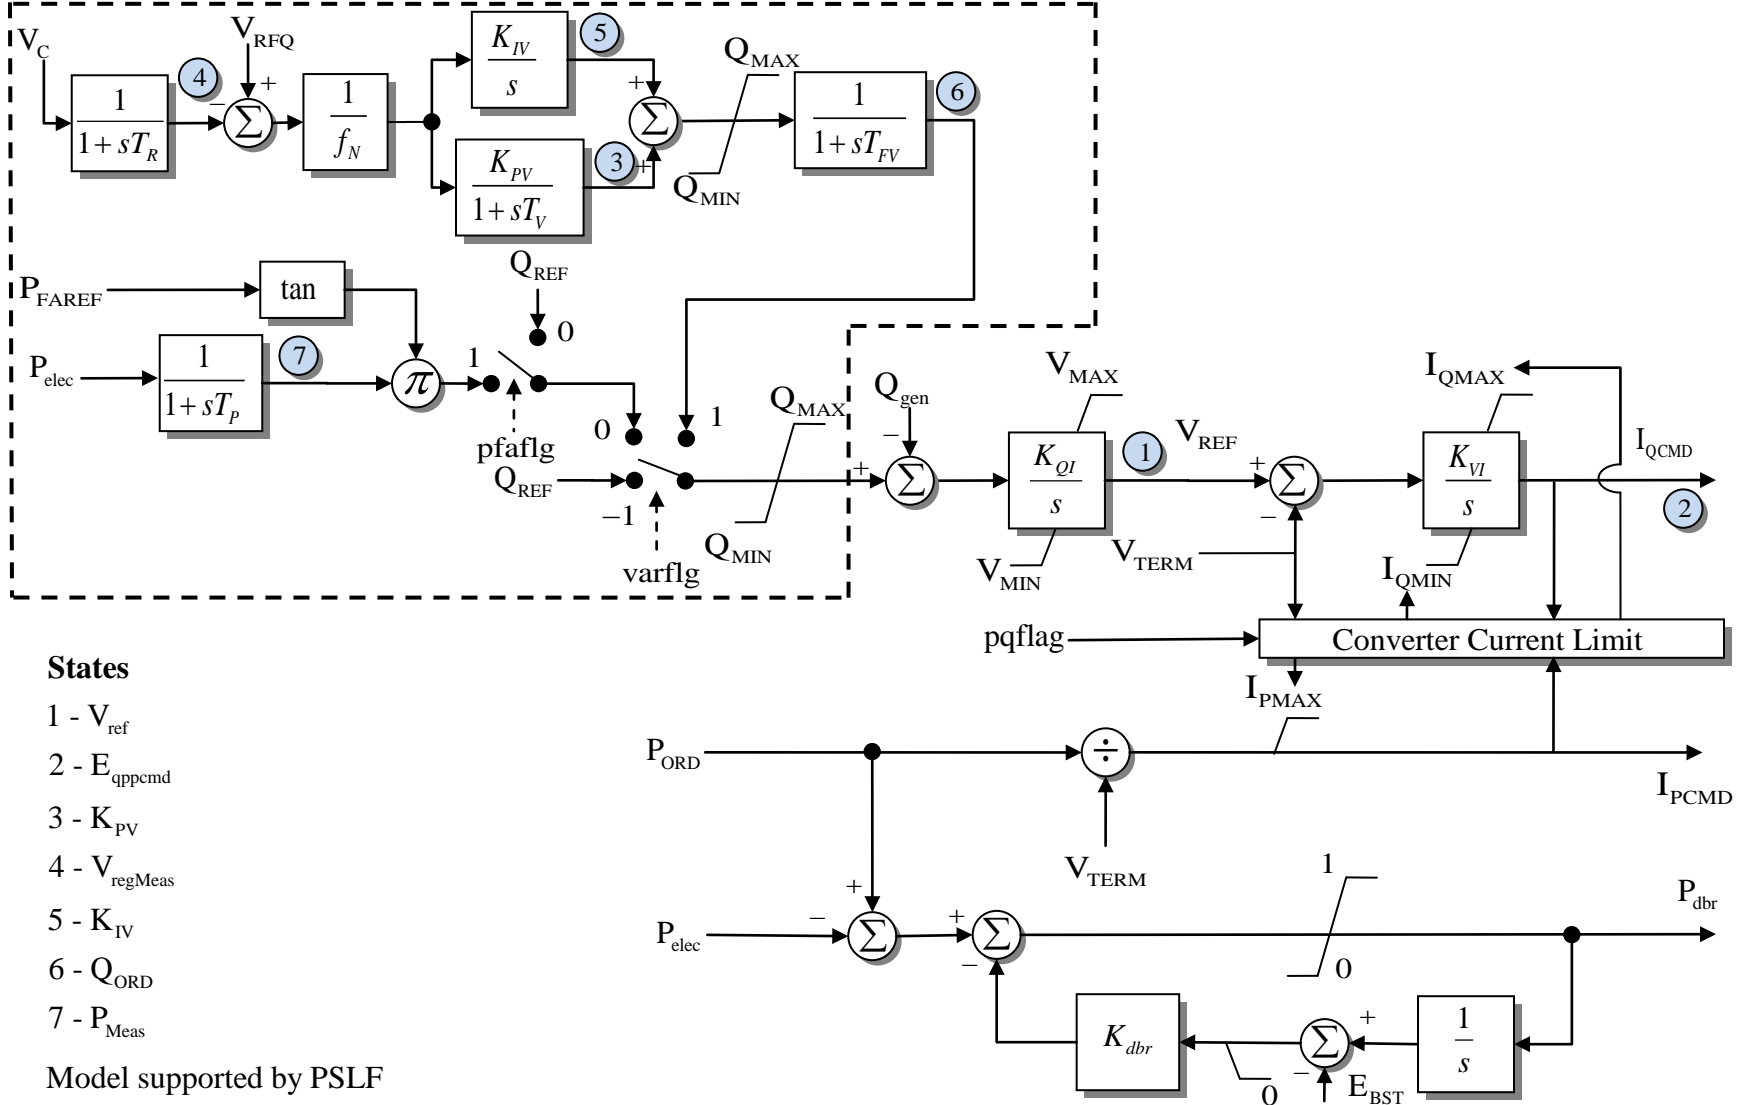 V_C
V_RFQ
4
−
+
Σ
1
1+sT_R
1
f_N
K_IV
s
5
K_PV
1+sT_V
3
+
+
Σ
Q_MAX
Q_MIN
1
1+sT_FV
6
P_FAREF
tan
P_elec
1
1+sT_P
7
π
1
Q_REF
0
pfaflg
0
1
Q_REF
−1
varflg
Q_MAX
Q_MIN
Q_gen
−
+
Σ
V_MAX
K_QI
s
V_MIN
1
V_REF
+
−
Σ
V_TERM
I_QMAX
K_VI
s
I_QMIN
I_QCMD
2
pqflag
Converter Current Limit
I_PMAX
P_ORD
÷
V_TERM
I_PCMD
P_elec
−
+
Σ
+
−
Σ
1
0
P_dbr
K_dbr
0
Σ
+
−
E_BST
1
s
States
1 - V_ref
2 - E_qppcmd
3 - K_PV
4 - V_regMeas
5 - K_IV
6 - Q_ORD
7 - P_Meas
Model supported by PSLF